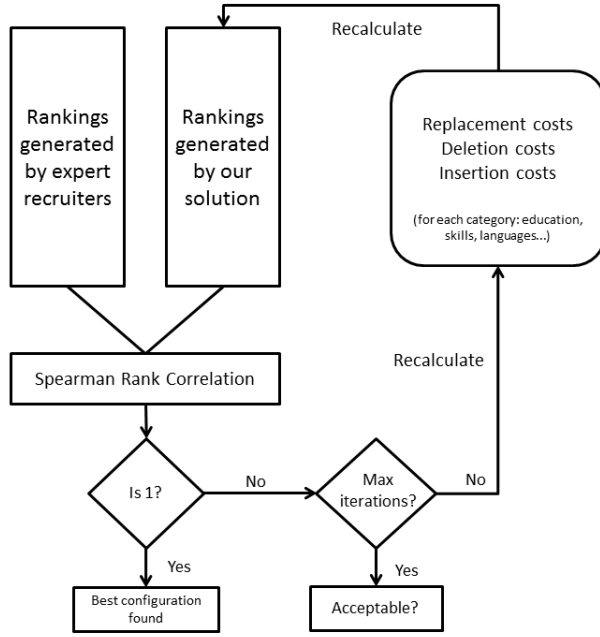 Recalculate
Rankings
generated
by expert
recruiters
Rankings
generated
by our
solution
Replacement costs
Deletion costs
Insertion costs
(for each category: education,
skills, languages...)
Spearman Rank Correlation
Recalculate
Is 1?
No
Max
iterations?
No
Yes
Yes
Best configuration
found
Acceptable?